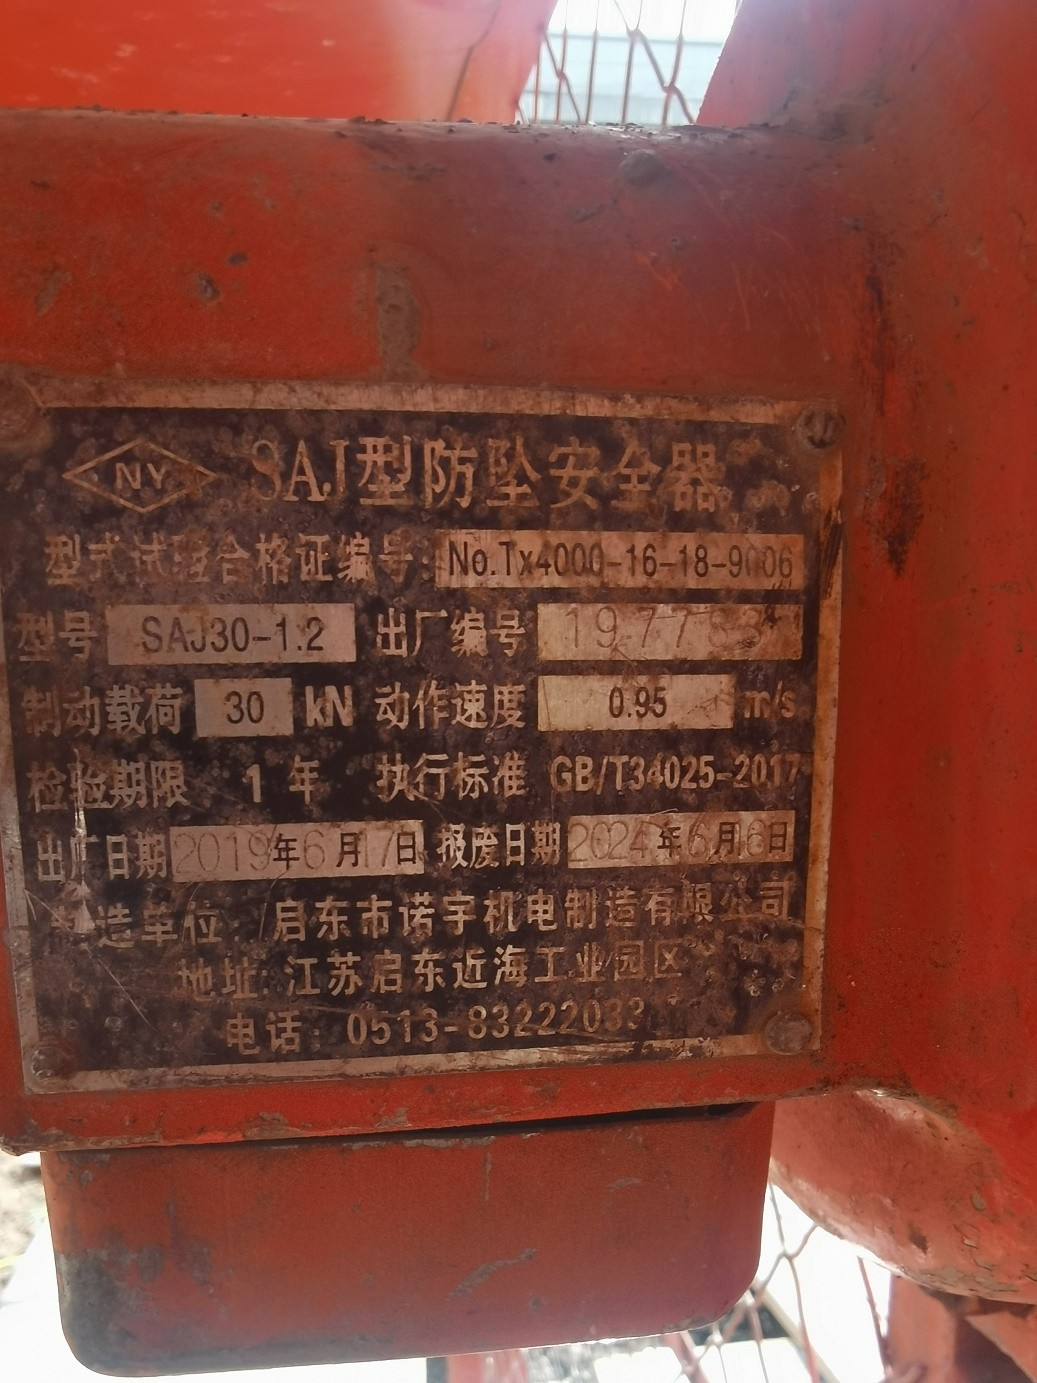 NY SAJ型防坠安全器
型式试验合格证编号: No.Tx4000-16-18-9006
型号 SAJ30-1.2 出厂编号
制动载荷 30 kN 动作速度 0.95 m/s
检验期限 1 年 执行标准 GB/T34025-2017
出厂日期 2019年6月17日 报废日期 2024年6月16日
制造单位: 启东市诺宇机电制造有限公司
地址: 江苏启东近海工业园区
电话: 0513-83222033